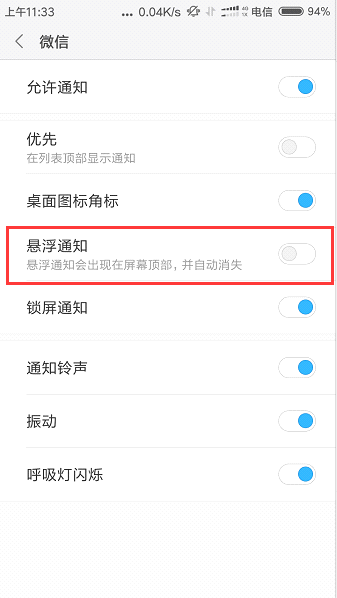 上午11:33 ... 0.04K/s 4G 1X 电信 94%
微信
允许通知
优先
在列表顶部显示通知
桌面图标角标
悬浮通知
悬浮通知会出现在屏幕顶部，并自动消失
锁屏通知
通知铃声
振动
呼吸灯闪烁